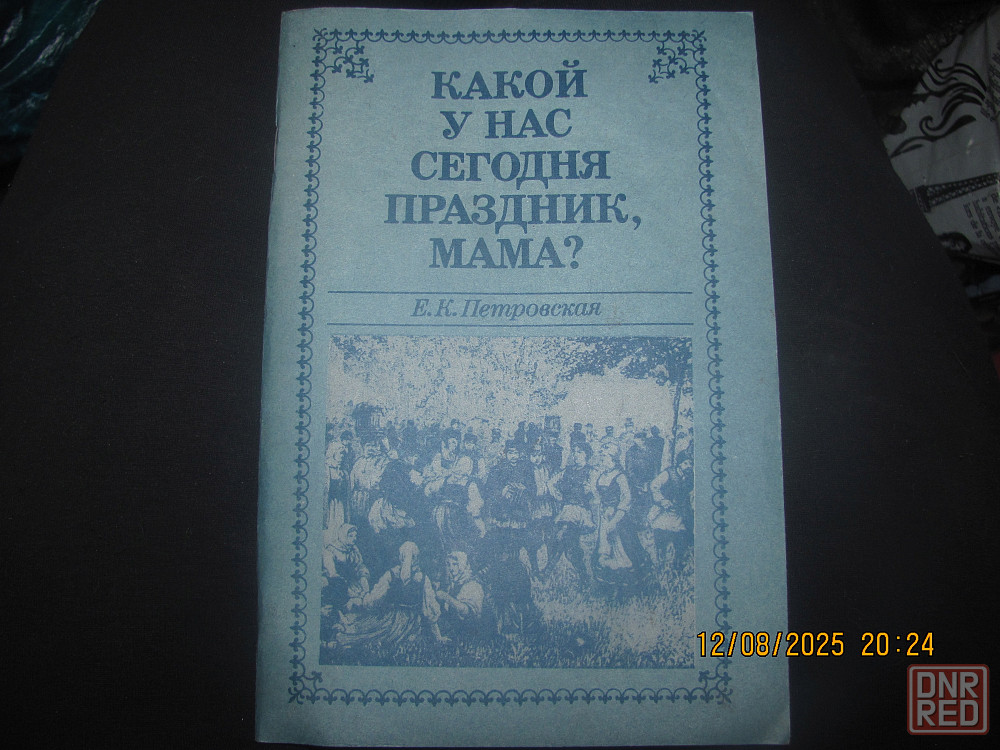 КАКОЙ
У НАС
СЕГОДНЯ
ПРАЗДНИК,
МАМА?
Е. К. Петровская
12/08/2025 20:24
DNR
RED